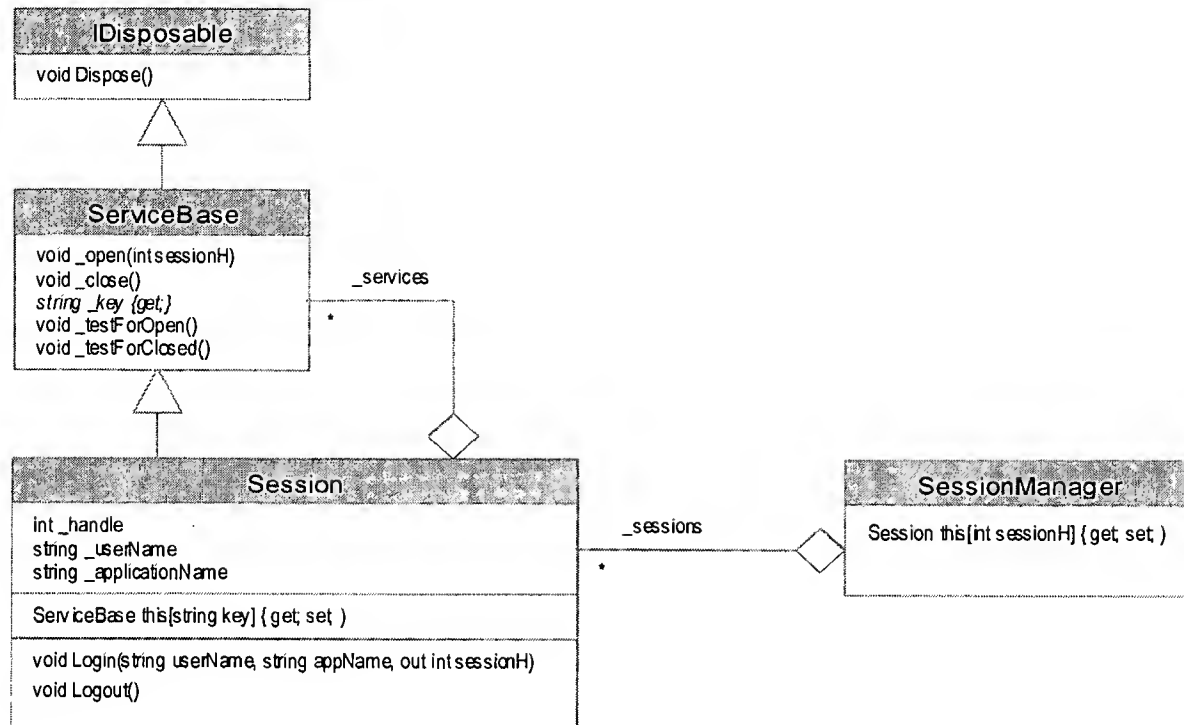 IDisposable
void Dispose()
ServiceBase
void _open(int sessionH)
void _close()
string _key {get;}
void _testForOpen()
void _testForClosed()
_services
*
Session
int _handle
string _userName
string _applicationName
ServiceBase this[string key] { get; set; )
void Login(string userName, string appName, out int sessionH)
void Logout()
_sessions
*
SessionManager
Session this[int sessionH] { get; set; )